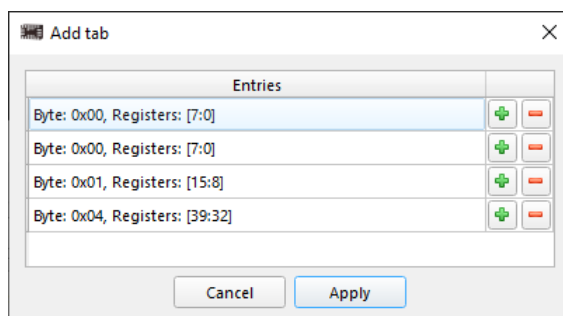 Add tab
Entries
Byte: 0x00, Registers: [7:0]
Byte: 0x00, Registers: [7:0]
Byte: 0x01, Registers: [15:8]
Byte: 0x04, Registers: [39:32]
Cancel Apply